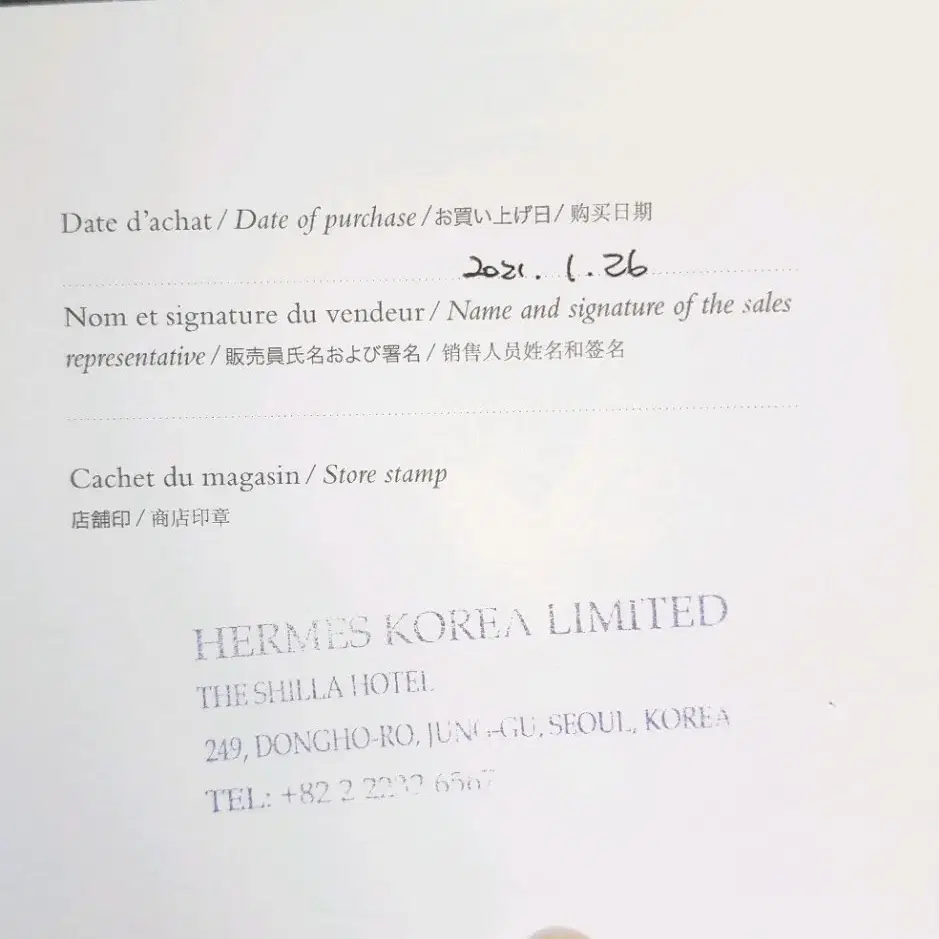 Date d'achat / Date of purchase / お買い上げ日 / 购买日期
2021. 1. 26
Nom et signature du vendeur / Name and signature of the sales
representative / 販売員氏名および署名 / 销售人员姓名和签名
Cachet du magasin / Store stamp
店舗印 / 商店印章
HERMES KOREA LIMITED
THE SHILLA HOTEL
249, DONGHO-RO, JUNG-GU, SEOUL, KOREA
TEL: +82 2